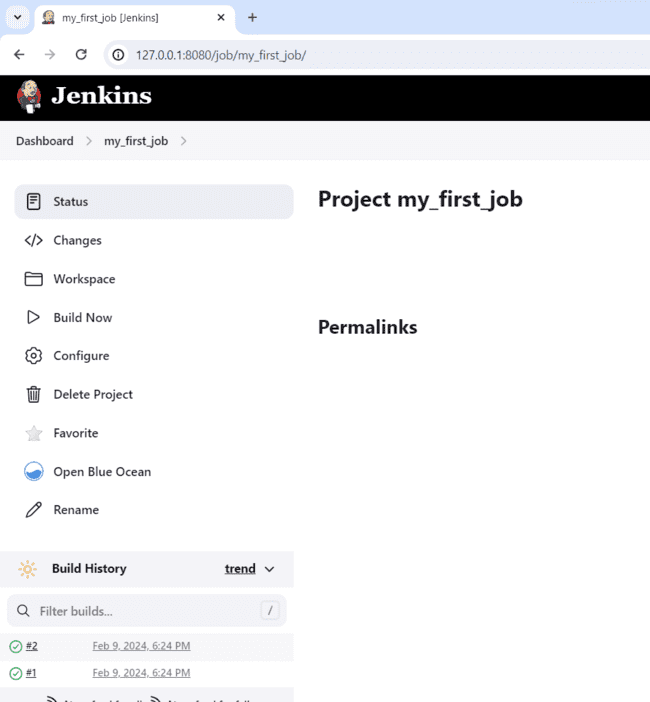 my_first_job [Jenkins]
127.0.0.1:8080/job/my_first_job/
Jenkins
Dashboard
my_first_job
Status
Project my_first_job
Changes
Workspace
Build Now
Permalinks
Configure
Delete Project
Favorite
Open Blue Ocean
Rename
Build History
trend
Filter builds...
/
#2
Feb 9, 2024, 6:24 PM
#1
Feb 9, 2024, 6:24 PM